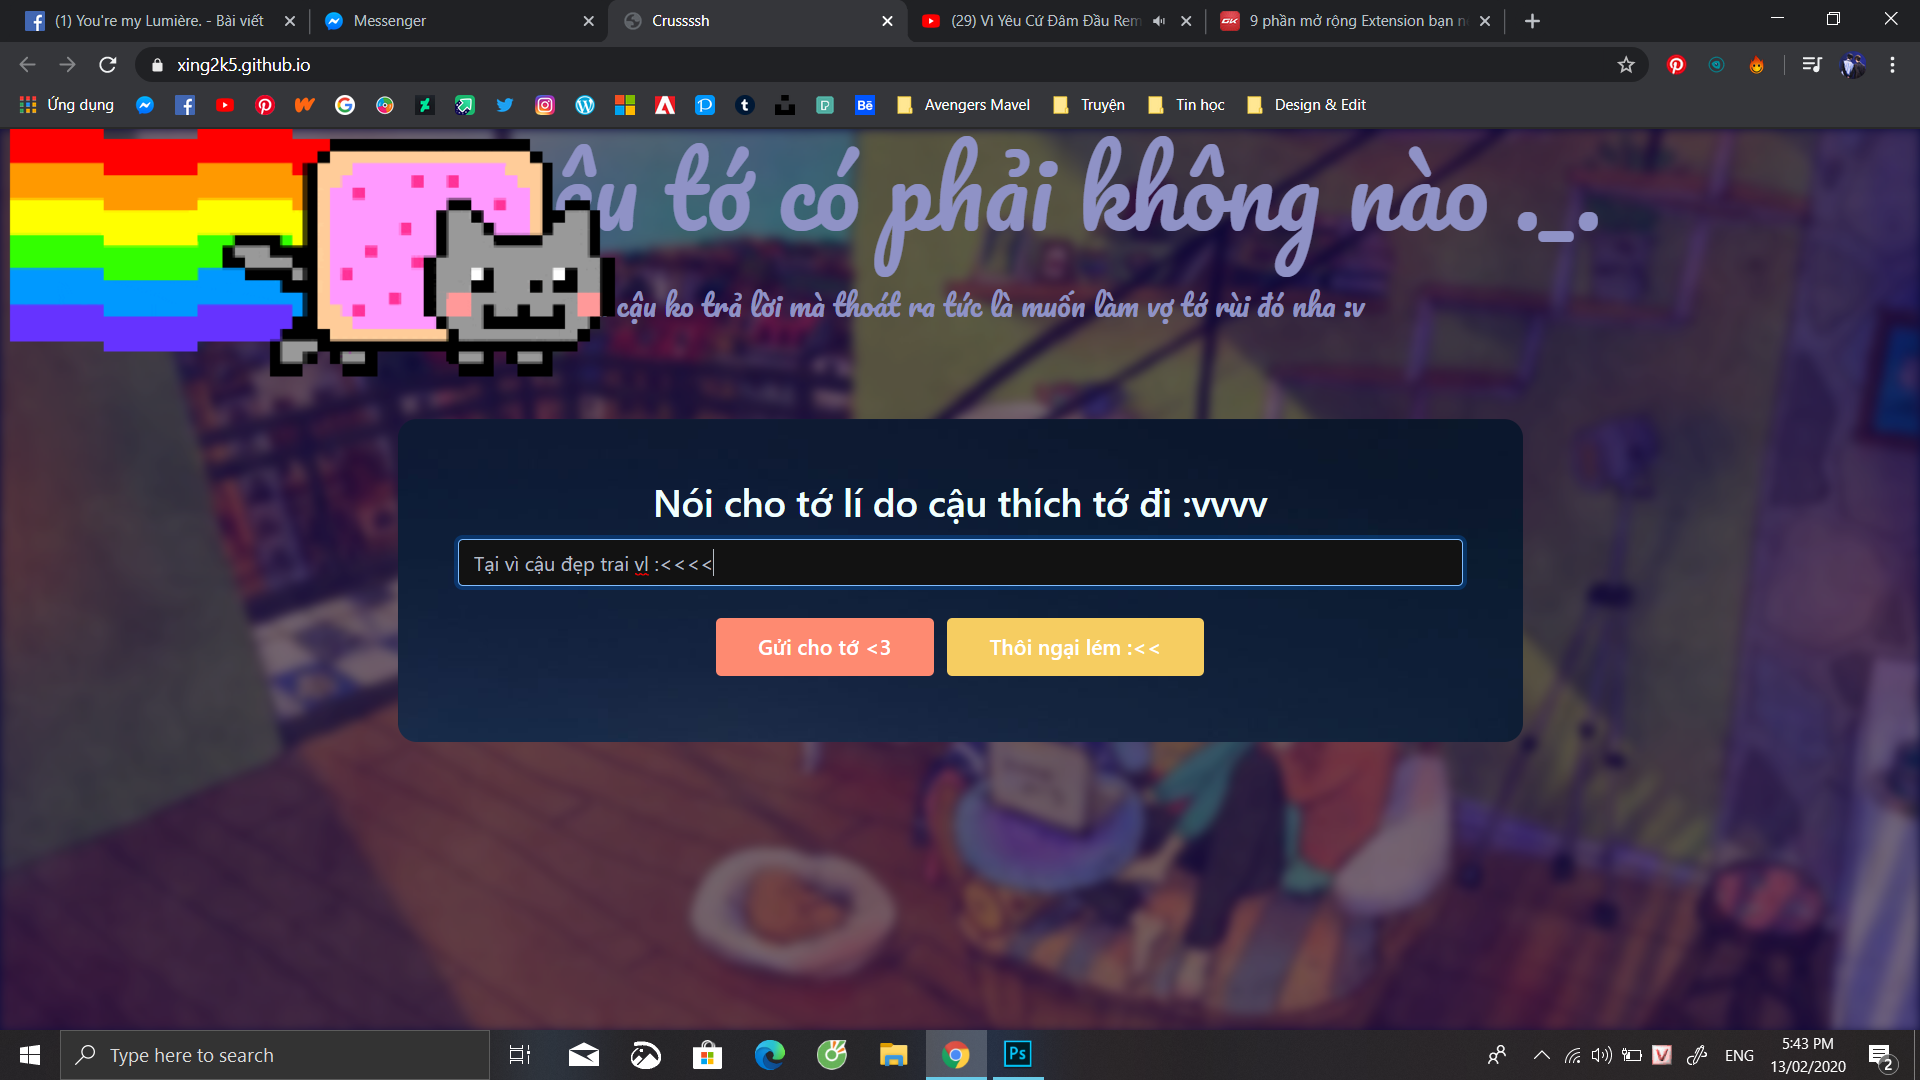 (1) You're my Lumière. - Bài viết
Messenger
Crussssh
(29) Vì Yêu Cứ Đâm Đầu Rem
9 phần mở rộng Extension bạn n
xing2k5.github.io
Ứng dụng
Avengers Mavel
Truyện
Tin học
Design & Edit
âu tớ có phải không nào ._.
cậu ko trả lời mà thoát ra tức là muốn làm vợ tớ rùi đó nha :v
Nói cho tớ lí do cậu thích tớ đi :vvvv
Tại vì cậu đẹp trai vl :<<<<
Gửi cho tớ <3
Thôi ngại lém :<<
Type here to search
Ps
ENG
5:43 PM
13/02/2020
2